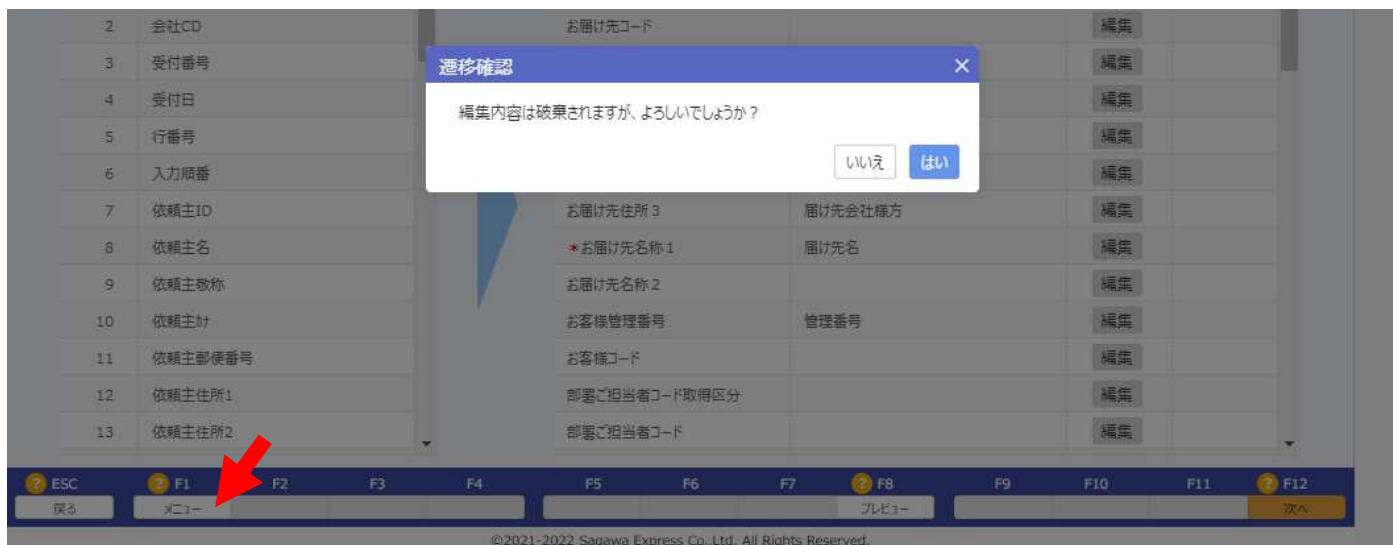 2 会社CD お届け先コード 編集
3 受付番号 編集
遷移確認 ×
4 受付日 編集
編集内容は破棄されますが、よろしいでしょうか？
5 行番号 編集
いいえ はい
6 入力順番 編集
7 依頼主ID お届け先住所３ 届け先会社様方 編集
8 依頼主名 *お届け先名称１ 届け先名 編集
9 依頼主敬称 お届け先名称２ 編集
10 依頼主ｶﾅ お客様管理番号 管理番号 編集
11 依頼主郵便番号 お客様コード 編集
12 依頼主住所1 部署ご担当者コード取得区分 編集
13 依頼主住所2 部署ご担当者コード 編集
? ESC ? F1 F2 F3 F4 F5 F6 F7 ? F8 F9 F10 F11 ? F12
戻る メニュー プレビュー 次へ
©2021-2022 Sagawa Express Co.,Ltd. All Rights Reserved.